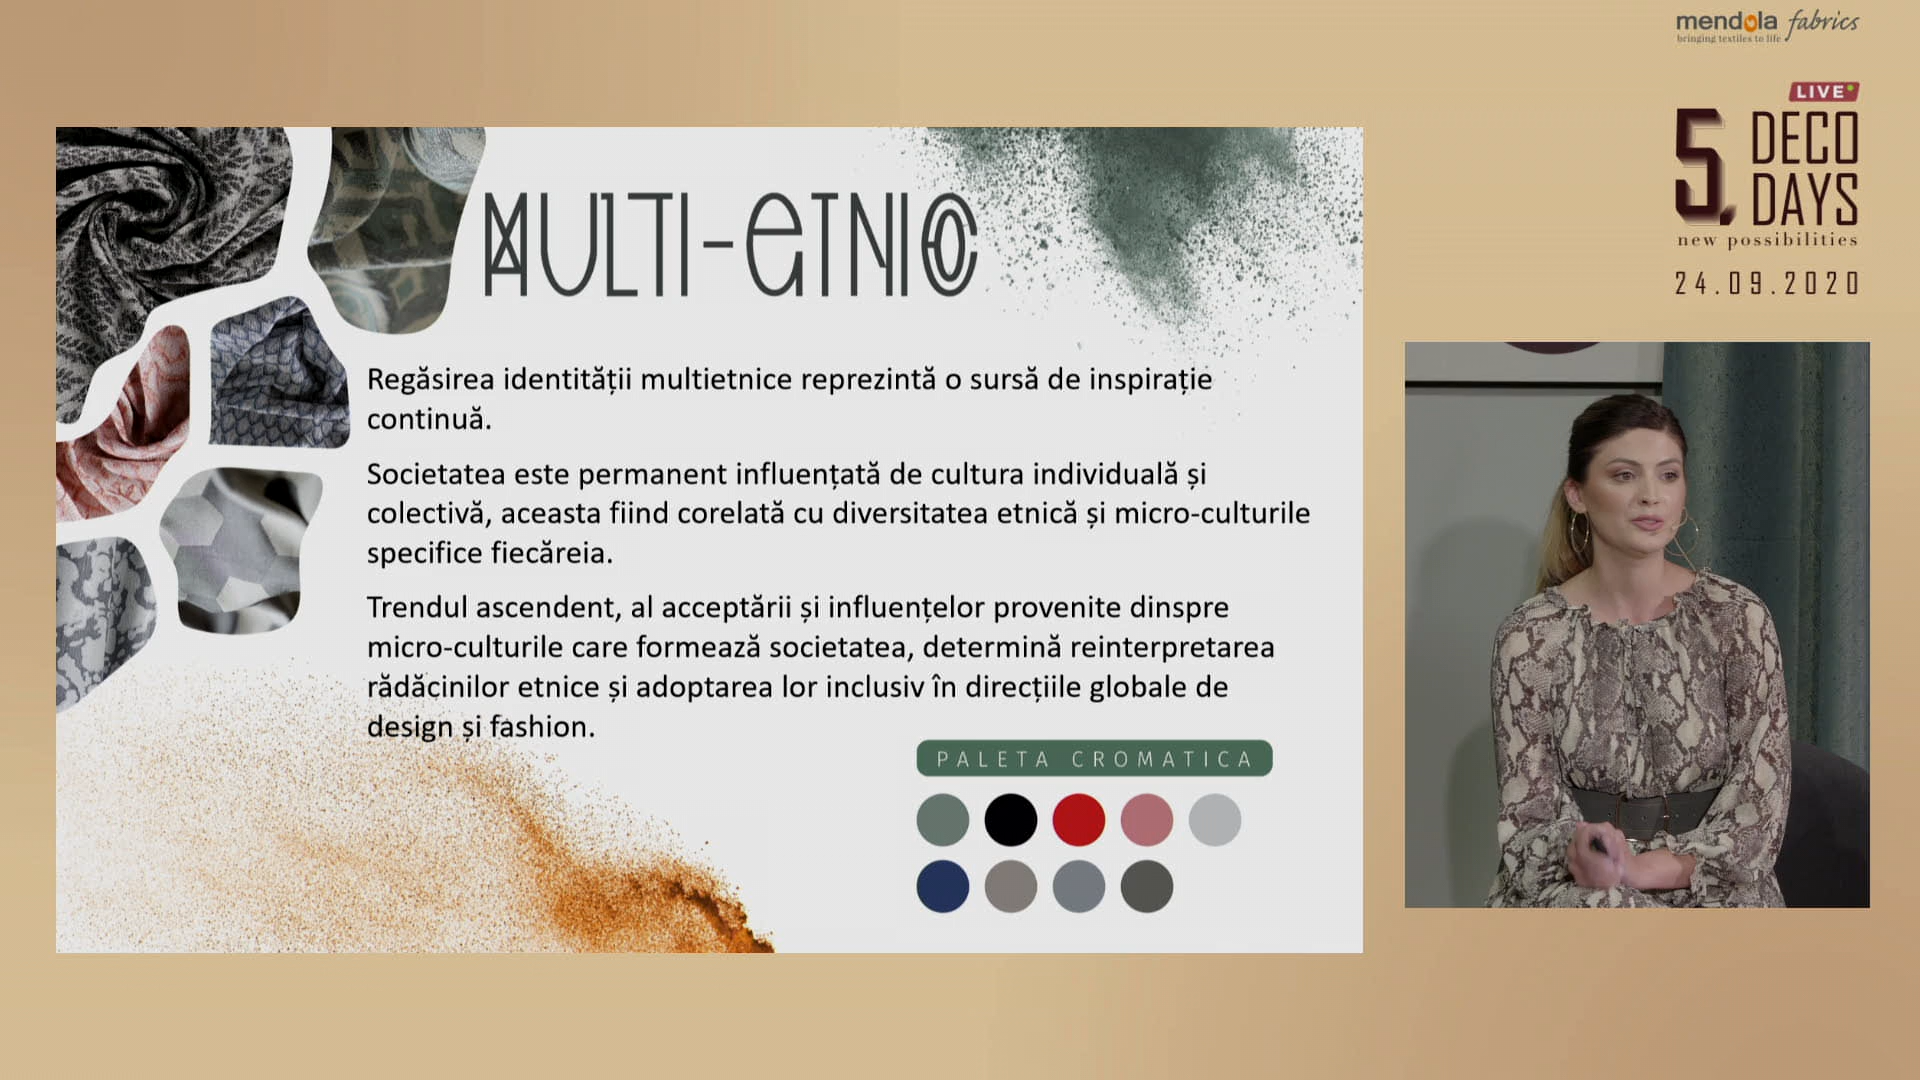 mendola fabrics
bringing textiles to life
LIVE
5. DECO
DAYS
new possibilities
24.09.2020
MULTI-ETNIC
Regăsirea identității multietnice reprezintă o sursă de inspirație
continuă.
Societatea este permanent influențată de cultura individuală și
colectivă, aceasta fiind corelată cu diversitatea etnică și micro-culturile
specifice fiecăreia.
Trendul ascendent, al acceptării și influențelor provenite dinspre
micro-culturile care formează societatea, determină reinterpretarea
rădăcinilor etnice și adoptarea lor inclusiv în direcțiile globale de
design și fashion.
PALETA CROMATICA